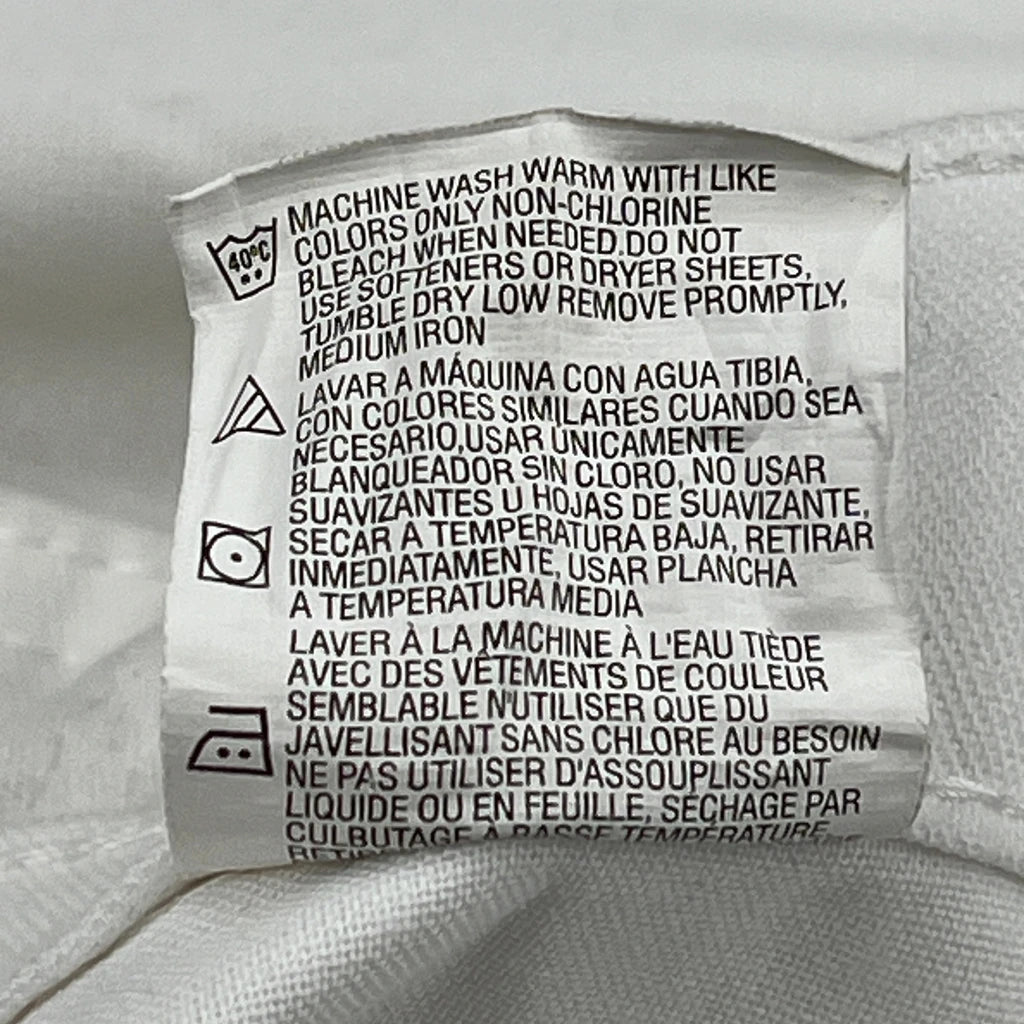 MACHINE WASH WARM WITH LIKE
COLORS ONLY NON-CHLORINE
BLEACH WHEN NEEDED.DO NOT
USE SOFTENERS OR DRYER SHEETS,
TUMBLE DRY LOW REMOVE PROMPTLY,
MEDIUM IRON
40°C
LAVAR A MÁQUINA CON AGUA TIBIA,
CON COLORES SIMILARES CUANDO SEA
NECESARIO,USAR ÚNICAMENTE
BLANQUEADOR SIN CLORO, NO USAR
SUAVIZANTES U HOJAS DE SUAVIZANTE,
SECAR A TEMPERATURA BAJA, RETIRAR
INMEDIATAMENTE, USAR PLANCHA
A TEMPERATURA MEDIA
LAVER À LA MACHINE À L'EAU TIÈDE
AVEC DES VÊTEMENTS DE COULEUR
SEMBLABLE N'UTILISER QUE DU
JAVELLISANT SANS CHLORE AU BESOIN
NE PAS UTILISER D'ASSOUPLISSANT
LIQUIDE OU EN FEUILLE, SÉCHAGE PAR
CULBUTAGE À BASSE TEMPÉRATURE,